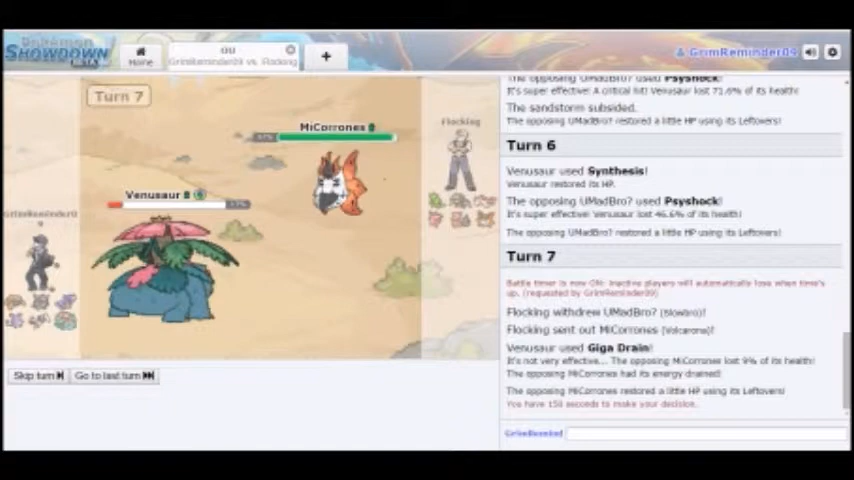 Pokémon
SHOWDOWN
BETA
Home
OU
GrimReminder09 vs. Flocking
+
GrimReminder09
Turn 7
MiCorrones
97%
Venusaur
Flocking
GrimReminder0
9
The opposing UMadBro? used Psyshock!
It's super effective! A critical hit! Venusaur lost 71.6% of its health!
The sandstorm subsided.
The opposing UMadBro? restored a little HP using its Leftovers!
Turn 6
Venusaur used Synthesis!
Venusaur restored its HP.
The opposing UMadBro? used Psyshock!
It's super effective! Venusaur lost 46.6% of its health!
The opposing UMadBro? restored a little HP using its Leftovers!
Turn 7
Battle timer is now ON: inactive players will automatically lose when time's
up. (requested by GrimReminder09)
Flocking withdrew UMadBro? (Slowbro)!
Flocking sent out MiCorrones (Volcarona)!
Venusaur used Giga Drain!
It's not very effective... The opposing MiCorrones lost 9% of its health!
The opposing MiCorrones had its energy drained!
The opposing MiCorrones restored a little HP using its Leftovers!
You have 150 seconds to make your decision.
Skip turn
Go to last turn